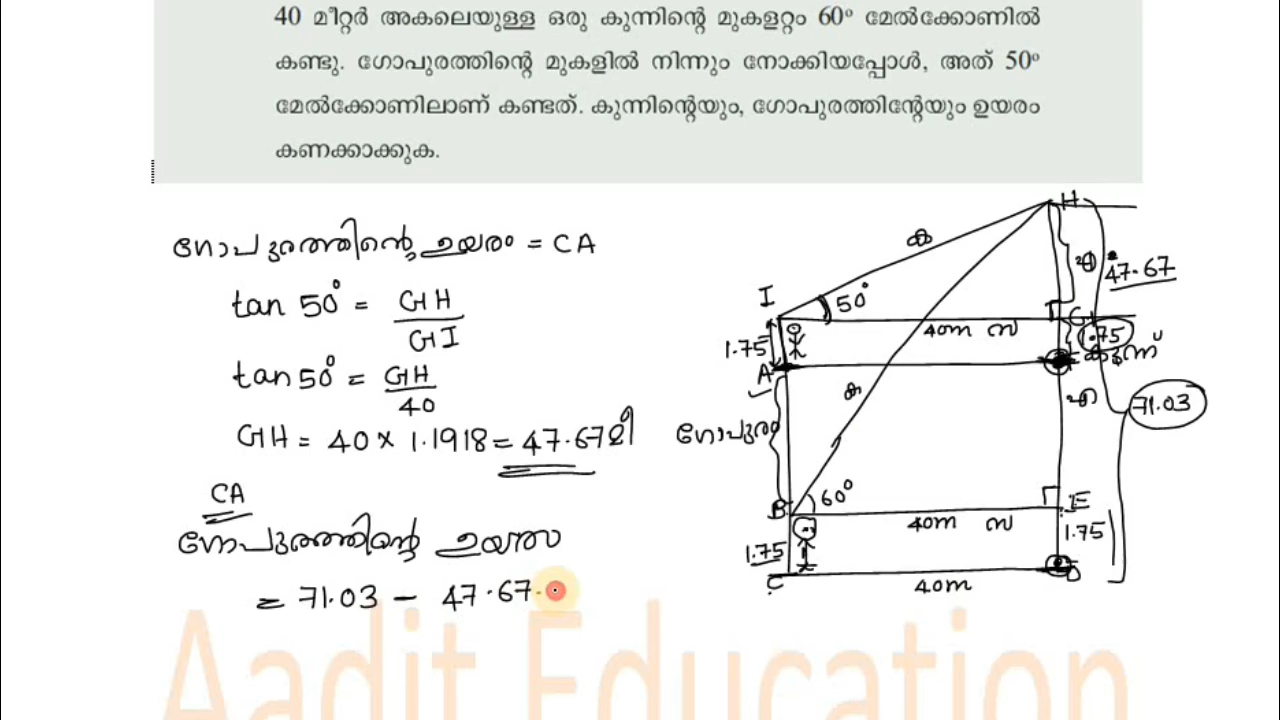 40 മീറ്റർ അകലെയുള്ള ഒരു കുന്നിന്റെ മുകളറ്റം 60° മേൽക്കോണിൽ
കണ്ടു. ഗോപുരത്തിന്റെ മുകളിൽ നിന്നും നോക്കിയപ്പോൾ, അത് 50°
മേൽക്കോണിലാണ് കണ്ടത്. കുന്നിന്റെയും, ഗോപുരത്തിന്റേയും ഉയരം
കണക്കാക്കുക.
ഗോപുരത്തിന്റെ ഉയരം = CA
tan 50° = GH
GI
tan 50° = GH
40
GH = 40 × 1.1918 = 47.67 മീ
CA
ഗോപുരത്തിന്റെ ഉയരം
= 71.03 - 47.67
H
ക
47.67
I
50°
G
40m സ
1.75
1.75
കുന്ന്
A
ക
എ
71.03
ഗോപുരം
60°
B
E
40m സ
1.75
1.75
C
D
40m
Aadit Education